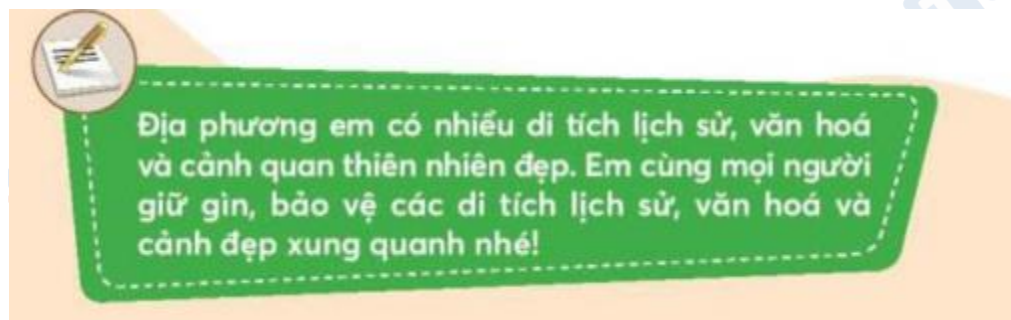 Địa phương em có nhiều di tích lịch sử, văn hoá
và cảnh quan thiên nhiên đẹp. Em cùng mọi người
giữ gìn, bảo vệ các di tích lịch sử, văn hoá và
cảnh đẹp xung quanh nhé!